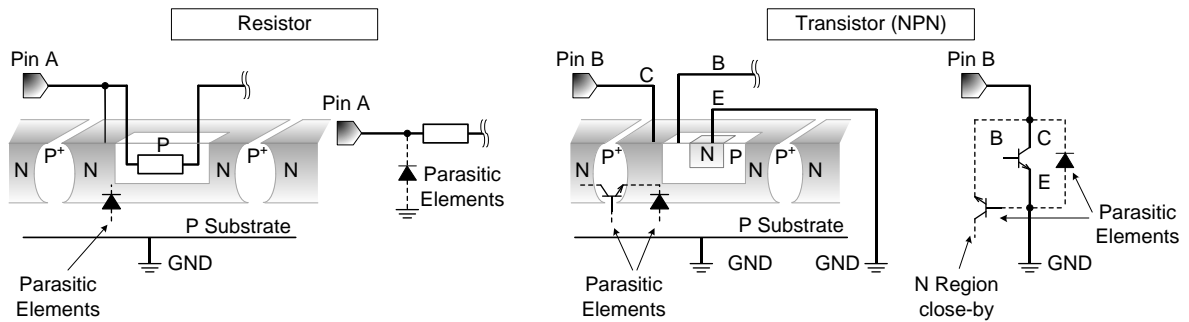 Resistor
Transistor (NPN)
Pin A
Pin A
N
P+
N
P
N
P+
N
Parasitic
Elements
P Substrate
GND
Parasitic
Elements
Pin B
C
B
E
Pin B
N
P+
N
N
P
N
P+
N
P Substrate
GND
GND
Parasitic
Elements
B
C
E
Parasitic
Elements
GND
N Region
close-by